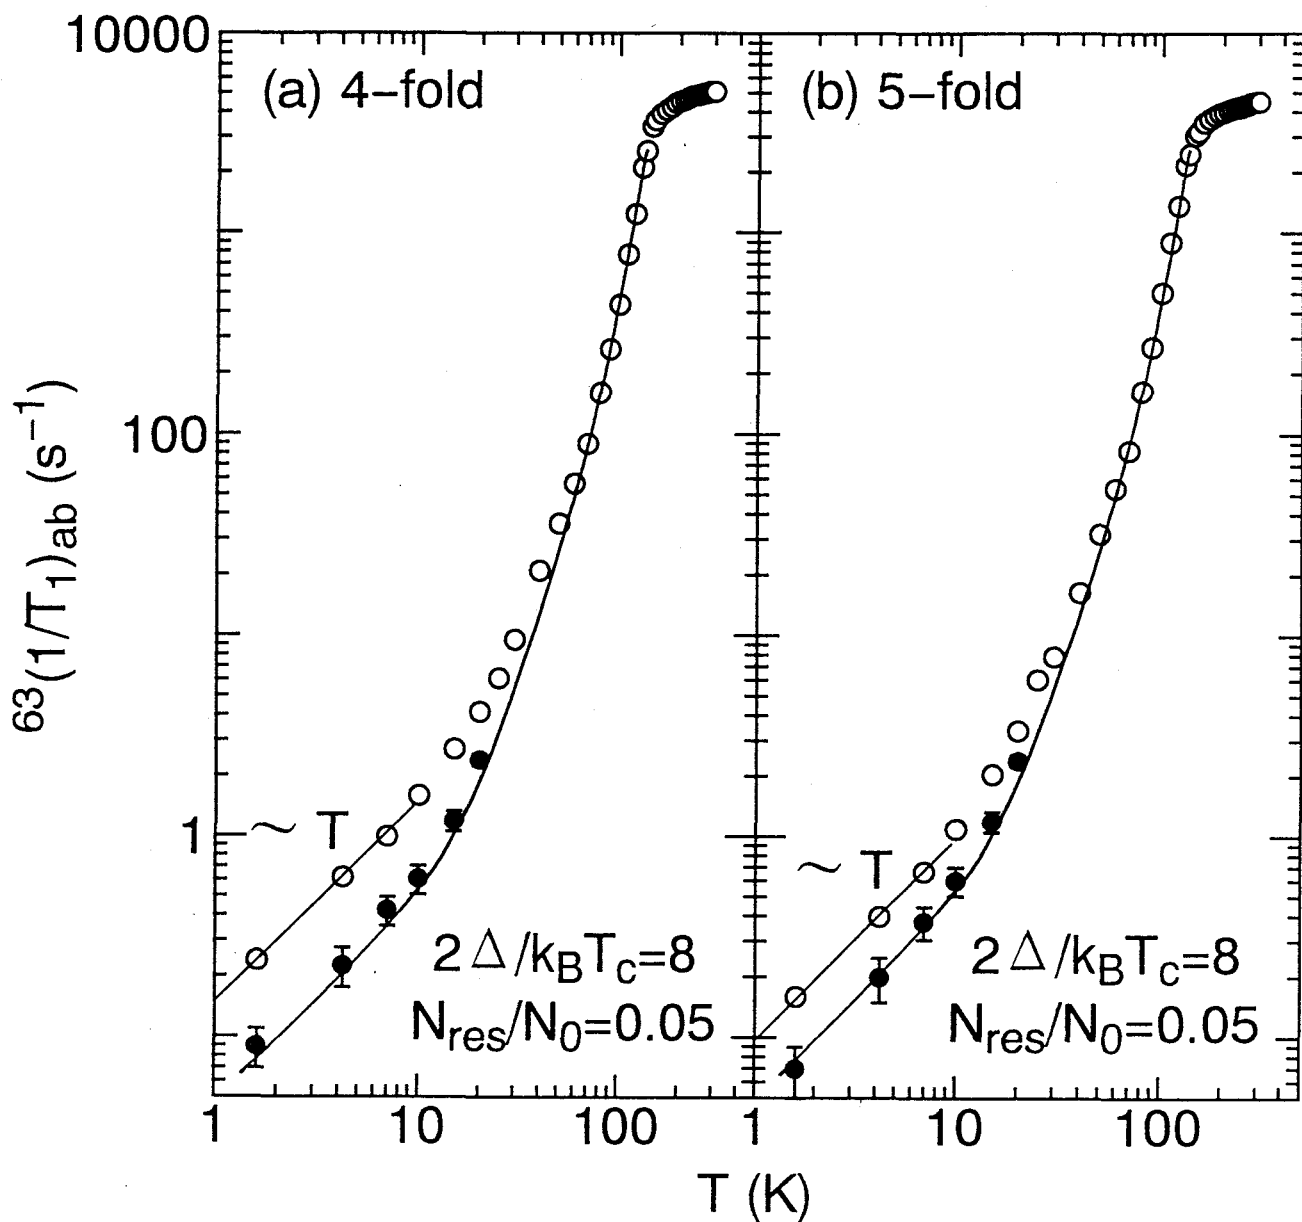 10000
(a) 4-fold
(b) 5-fold
⁶³(1/T₁)ab (s⁻¹)
100
1
~ T
~ T
2Δ/kBTc=8
Nres/N0=0.05
2Δ/kBTc=8
Nres/N0=0.05
1
10
100
1
10
100
T (K)